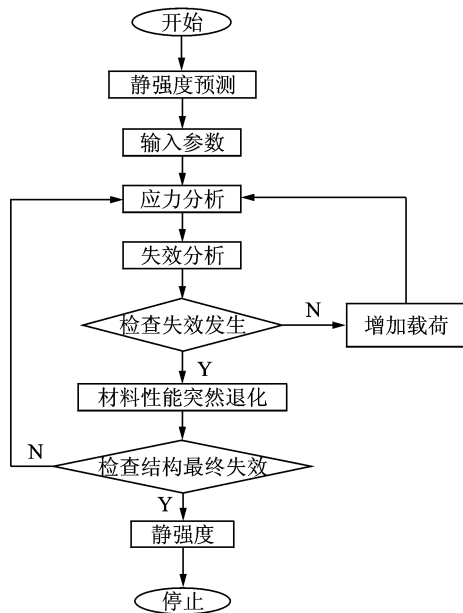 开始
静强度预测
输入参数
应力分析
失效分析
检查失效发生
N
增加载荷
Y
材料性能突然退化
检查结构最终失效
N
Y
静强度
停止